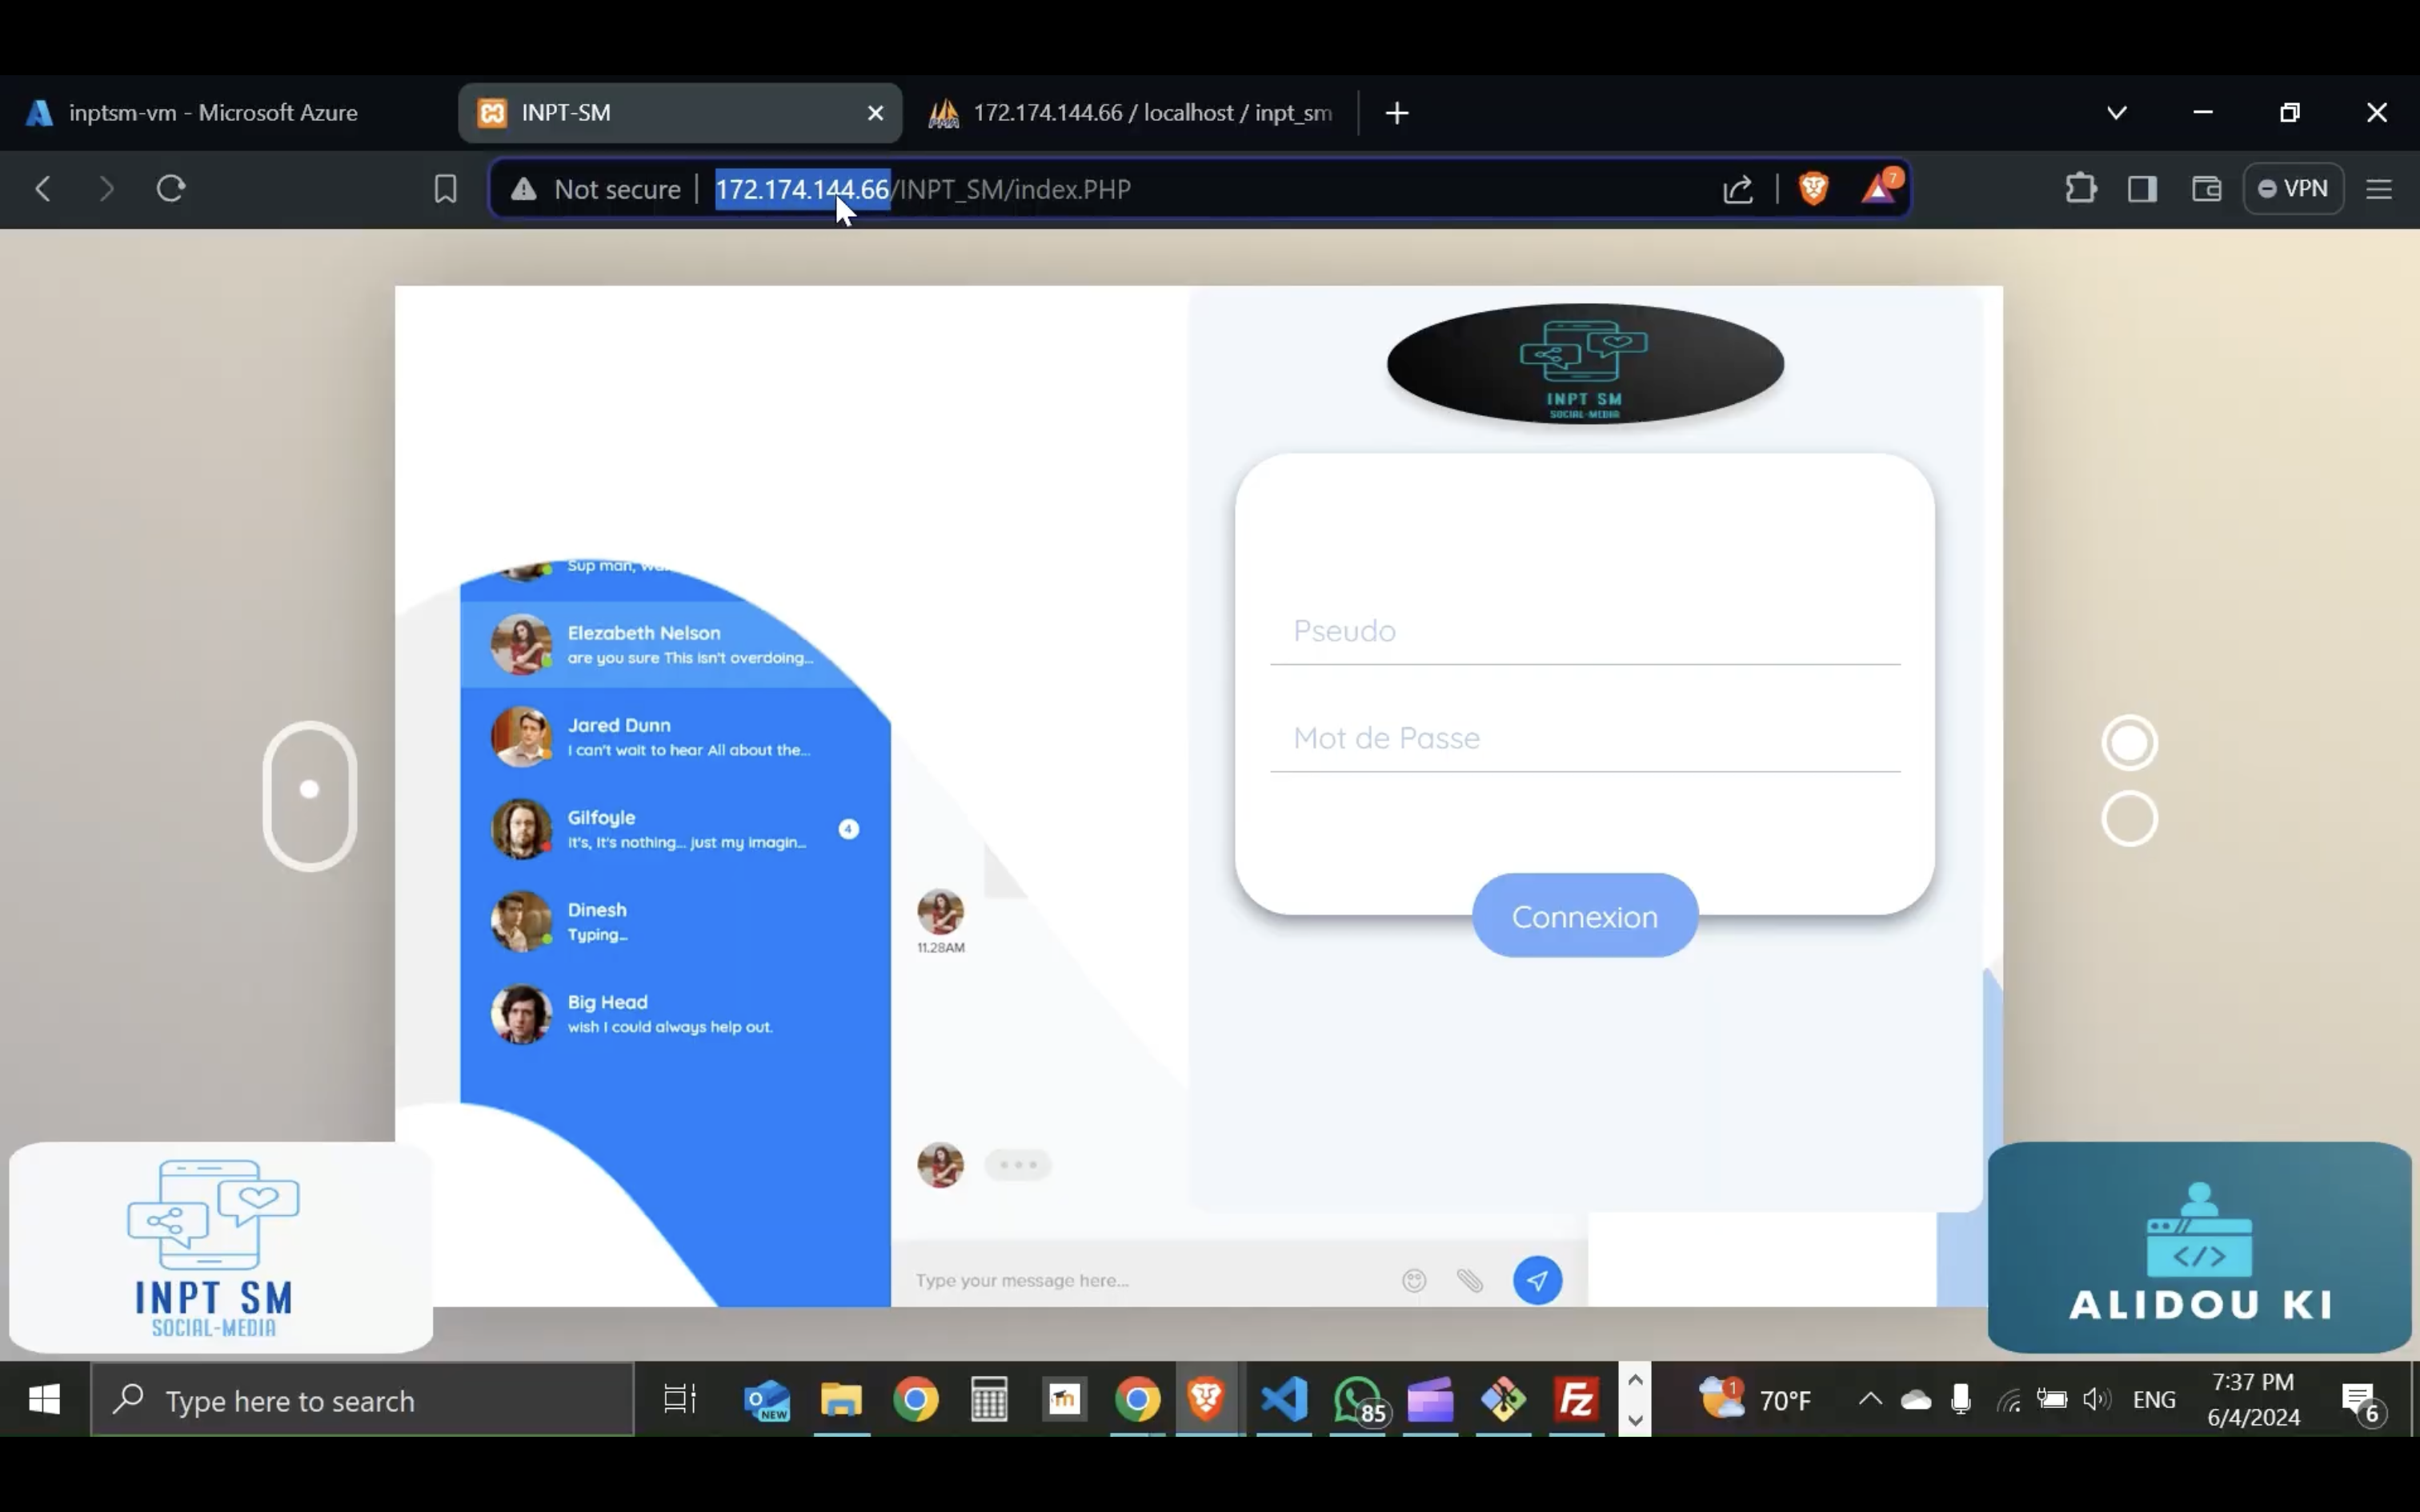 inptsm-vm - Microsoft Azure
INPT-SM
172.174.144.66 / localhost / inpt_sm
Not secure
172.174.144.66/INPT_SM/index.PHP
7
VPN
INPT SM
SOCIAL-MEDIA
Sup man,
Elezabeth Nelson
are you sure This isn't overdoing...
Jared Dunn
I can't wait to hear All about the...
Gilfoyle
It's, It's nothing... just my imagin...
4
Dinesh
Typing...
Big Head
wish I could always help out.
11.28AM
Type your message here...
Pseudo
Mot de Passe
Connexion
INPT SM
SOCIAL-MEDIA
</>
ALIDOU KI
Type here to search
NEW
85
1
70°F
ENG
7:37 PM
6/4/2024
6